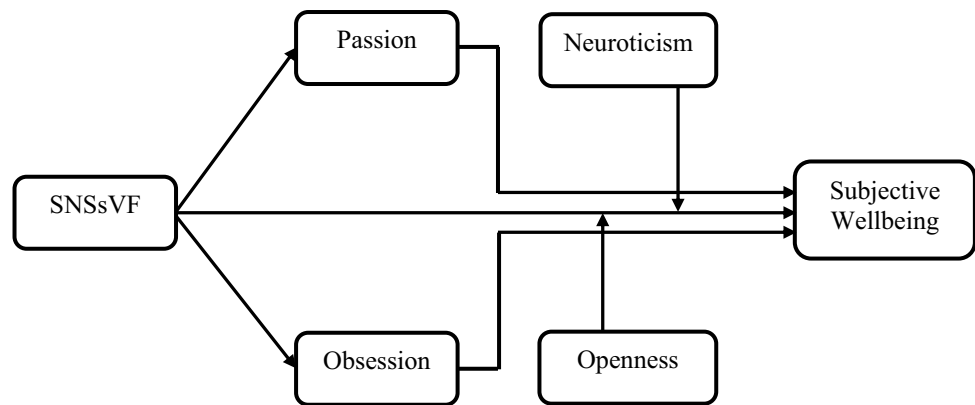 Passion
Neuroticism
SNSsVF
Subjective
Wellbeing
Obsession
Openness